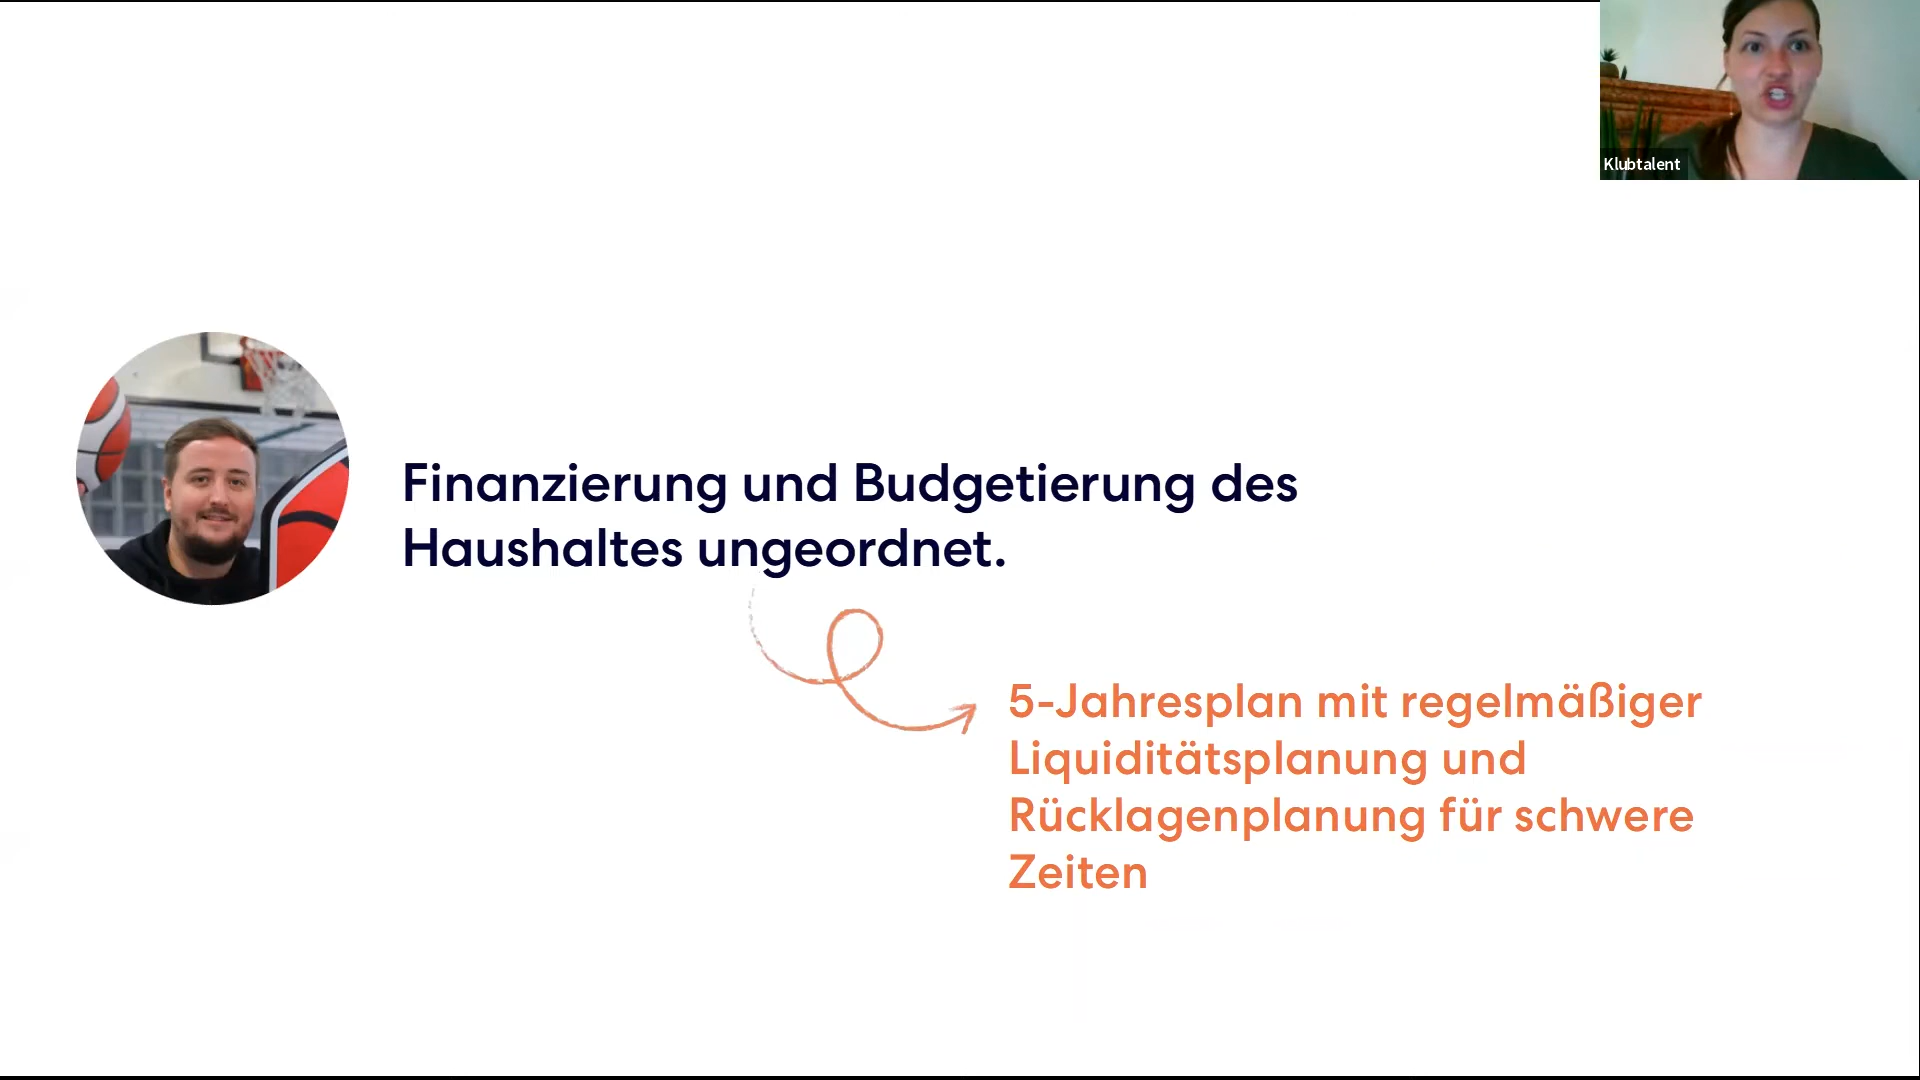 Klubtalent
Finanzierung und Budgetierung des
Haushaltes ungeordnet.
5-Jahresplan mit regelmäßiger
Liquiditätsplanung und
Rücklagenplanung für schwere
Zeiten